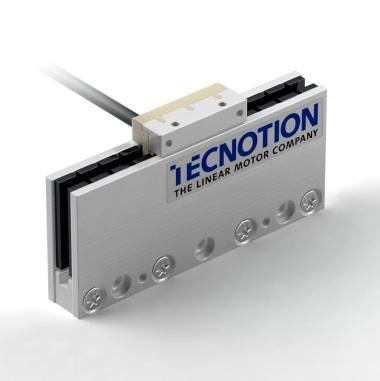 TECNOTION
THE LINEAR MOTOR COMPANY